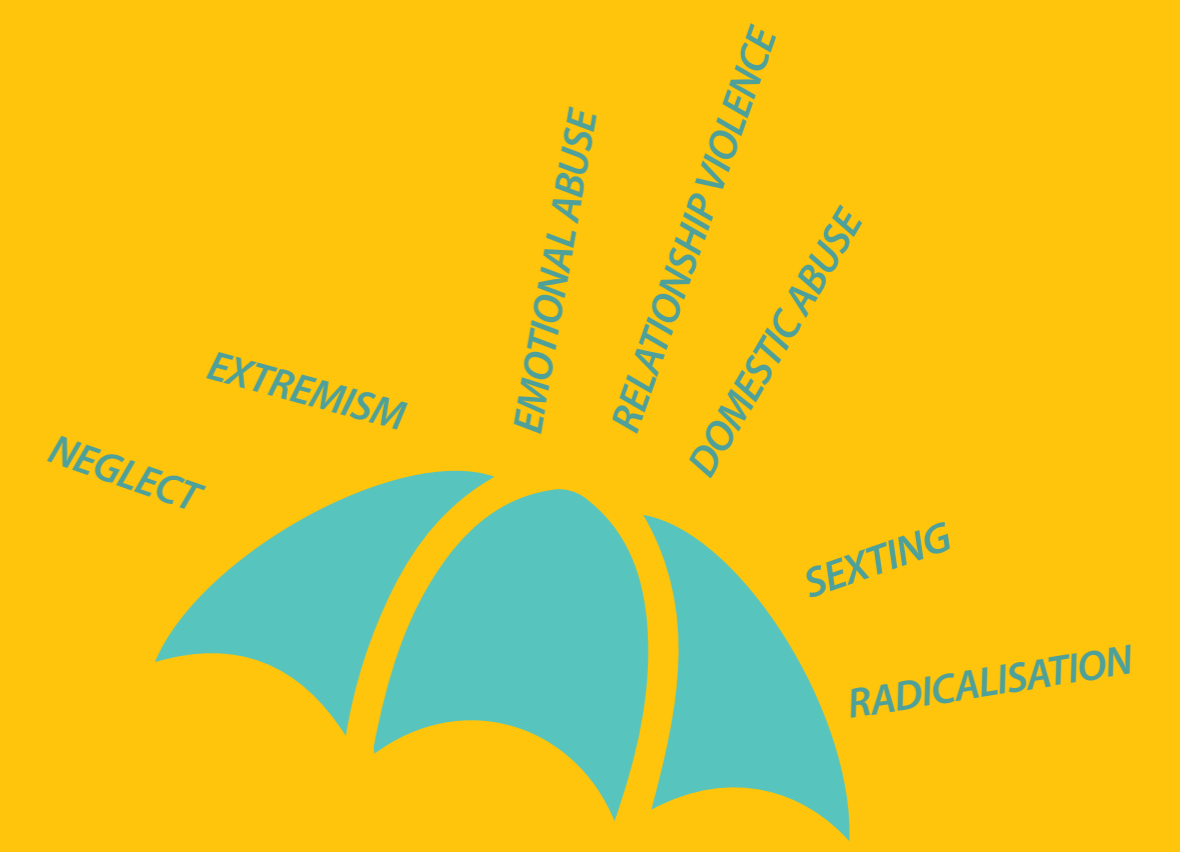 NEGLECT
EXTREMISM
EMOTIONAL ABUSE
RELATIONSHIP VIOLENCE
DOMESTIC ABUSE
SEXTING
RADICALISATION